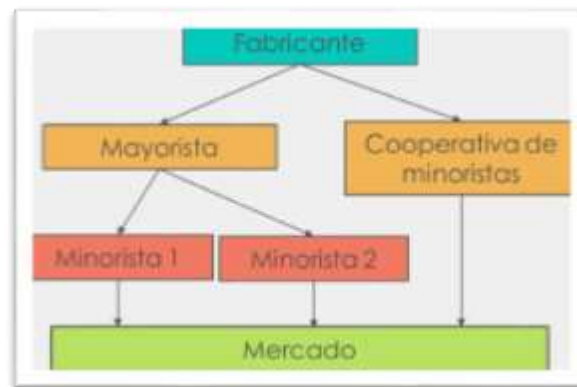 Fabricante
Mayorista
Cooperativa de
minoristas
Minorista 1
Minorista 2
Mercado